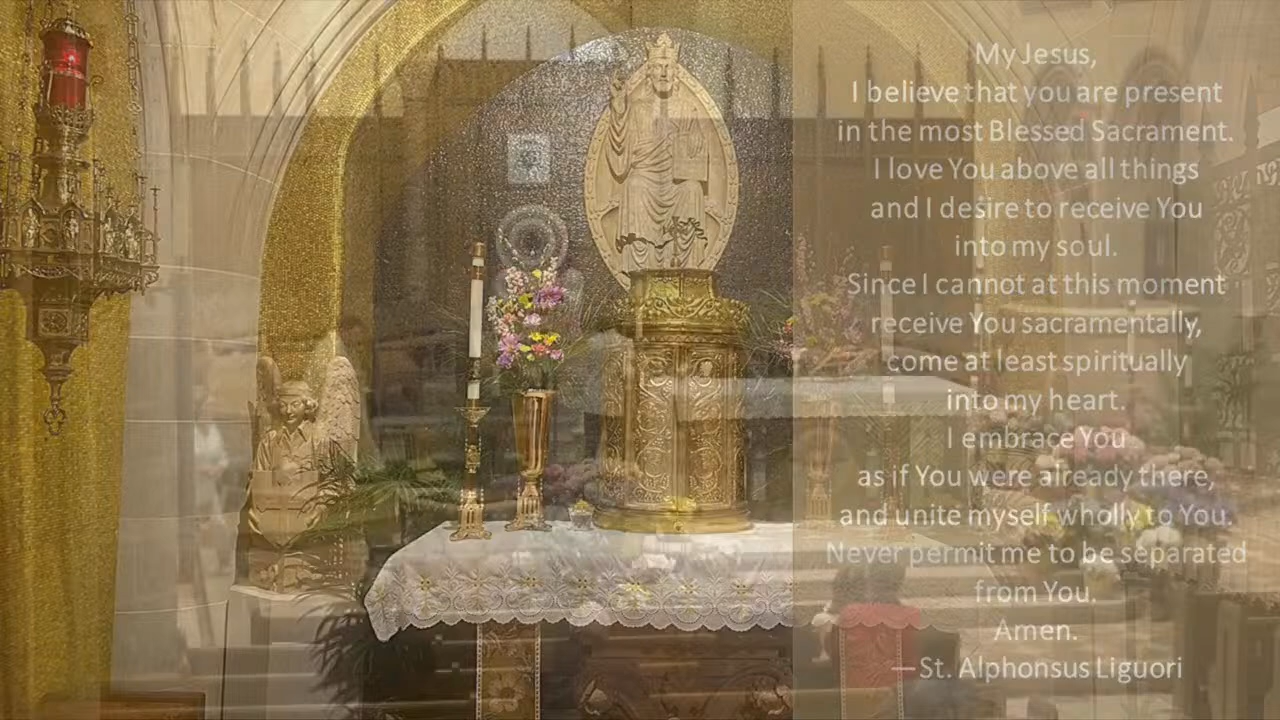 My Jesus,
I believe that you are present
in the most Blessed Sacrament.
I love You above all things
and I desire to receive You
into my soul.
Since I cannot at this moment
receive You sacramentally,
come at least spiritually
into my heart.
I embrace You
as if You were already there,
and unite myself wholly to You.
Never permit me to be separated
from You.
Amen.
—St. Alphonsus Liguori